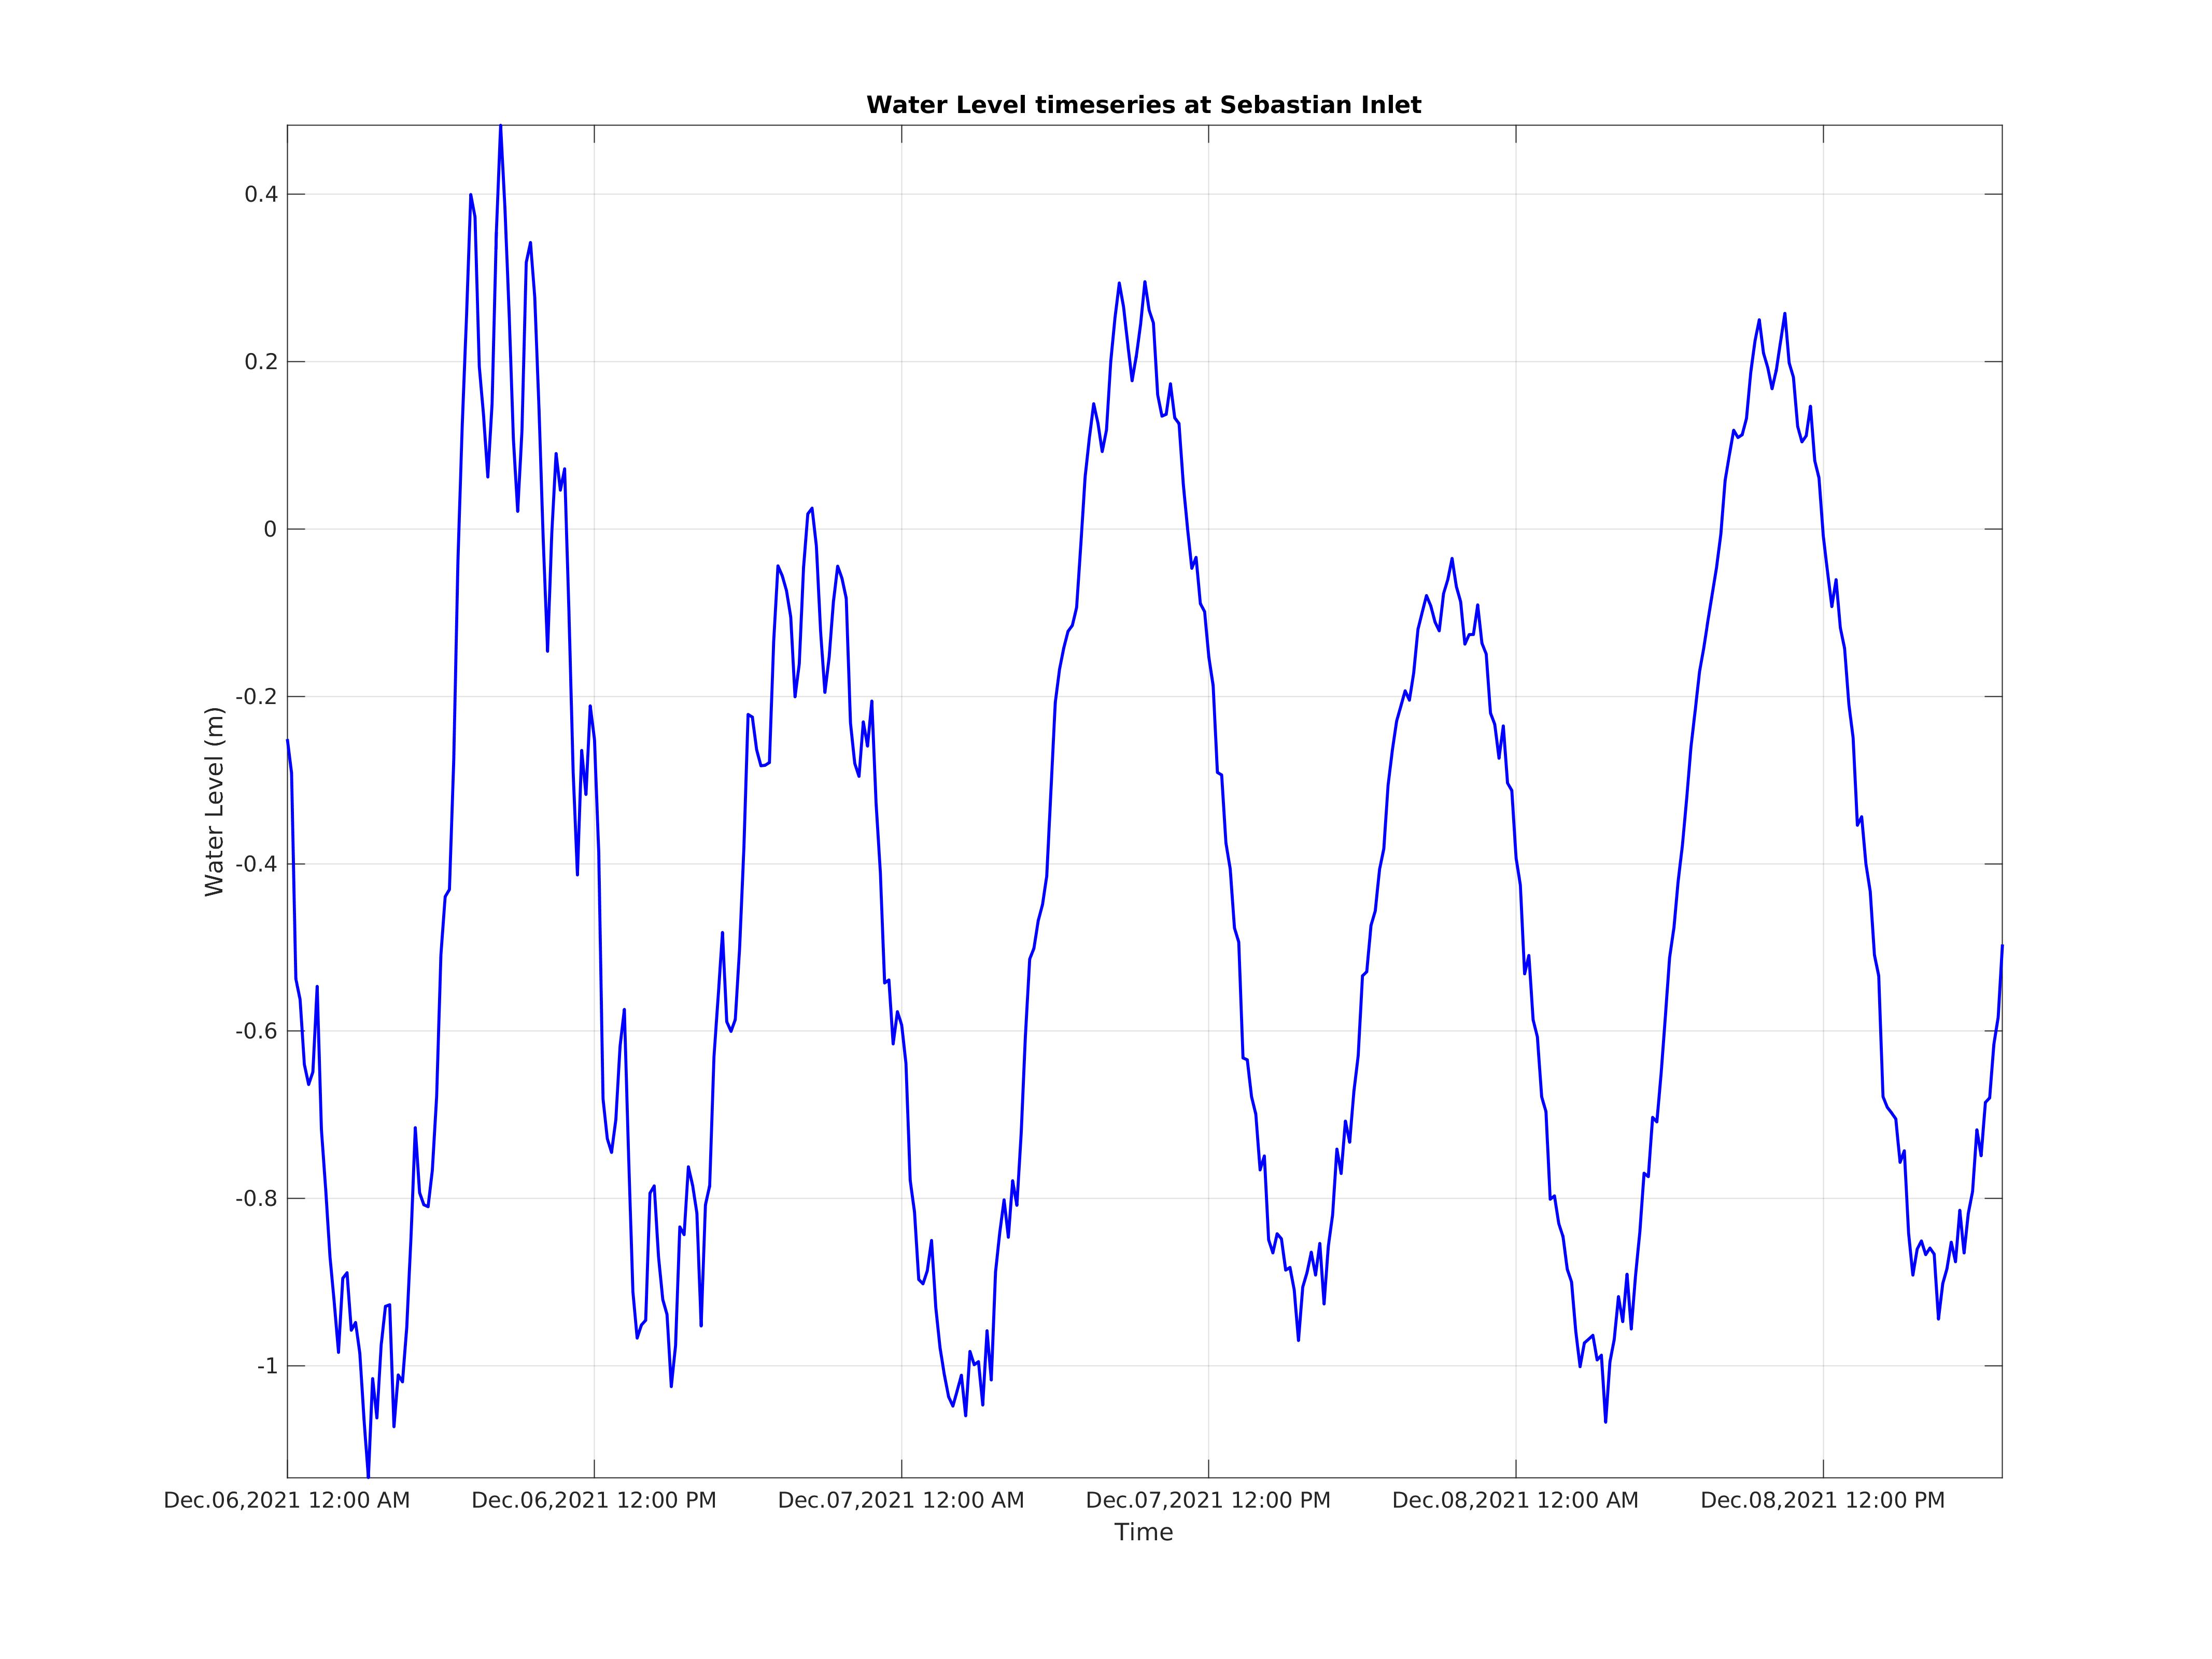 Water Level timeseries at Sebastian Inlet
0.4
0.2
0
-0.2
-0.4
-0.6
-0.8
-1
Water Level (m)
Dec.06,2021 12:00 AM Dec.06,2021 12:00 PM Dec.07,2021 12:00 AM Dec.07,2021 12:00 PM Dec.08,2021 12:00 AM Dec.08,2021 12:00 PM
Time